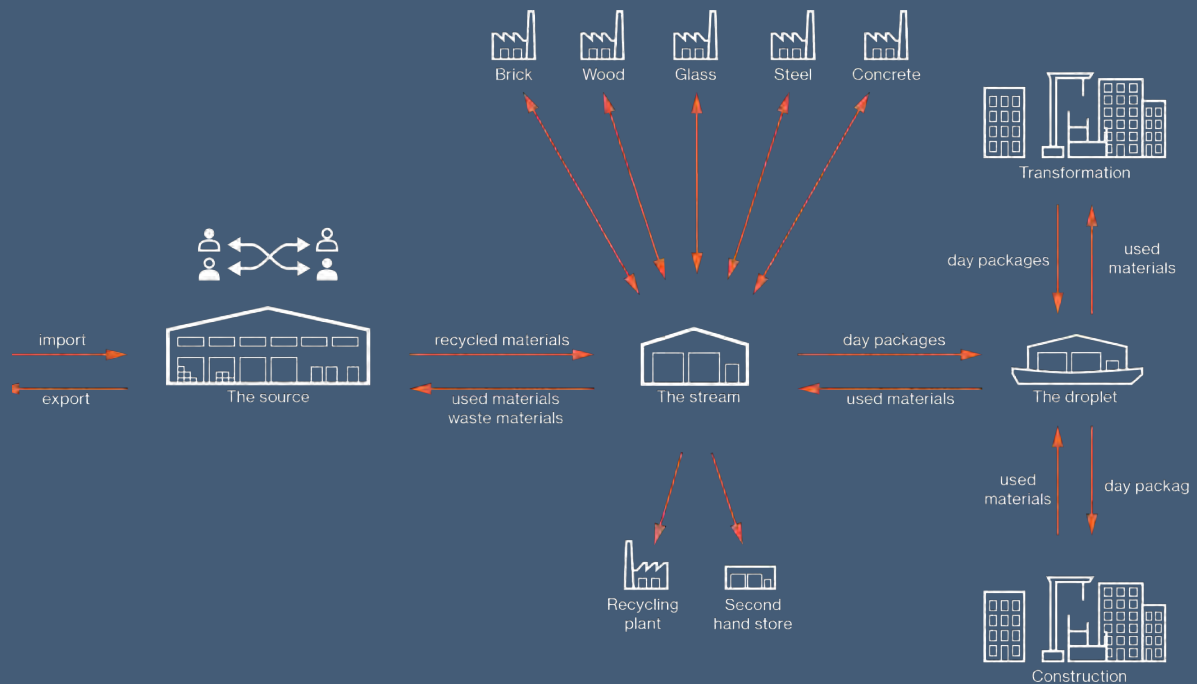 Brick
Wood
Glass
Steel
Concrete
Transformation
day packages
used
materials
import
export
The source
recycled materials
used materials
waste materials
The stream
day packages
used materials
The droplet
used
materials
day packag
Recycling
plant
Second
hand store
Construction